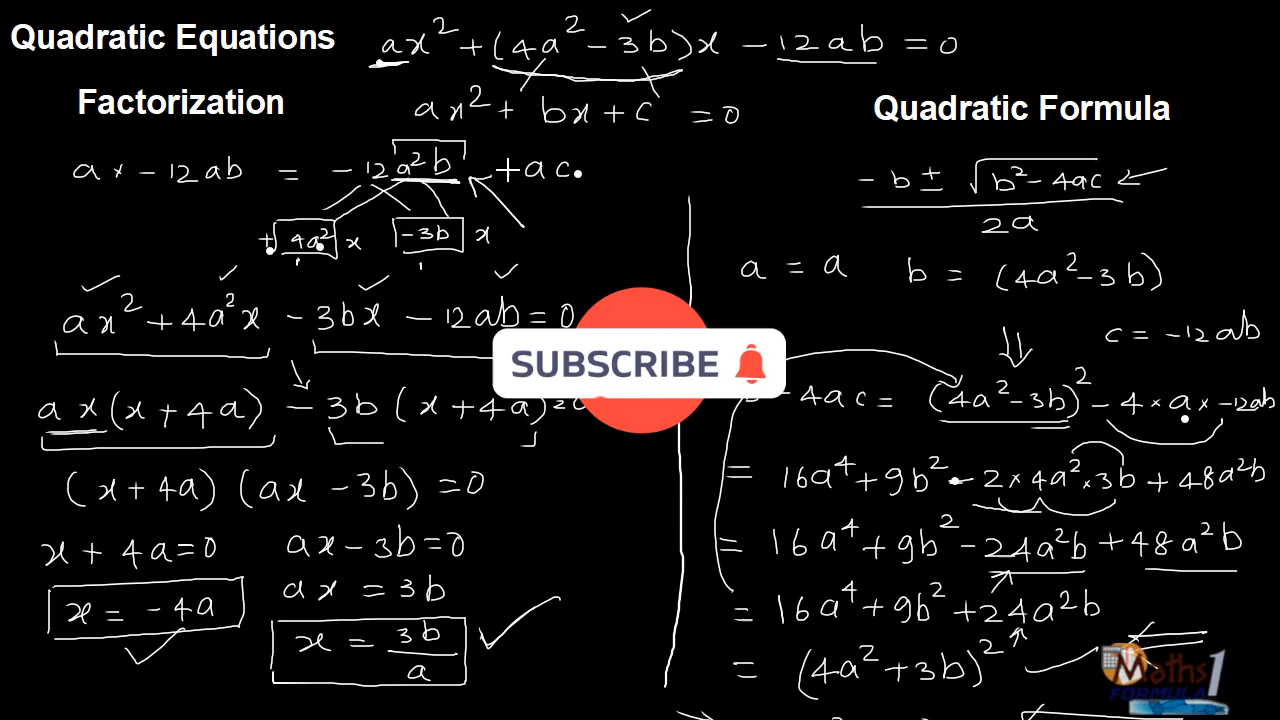 Quadratic Equations
ax² + (4a² - 3b)x - 12ab = 0
Factorization
ax² + bx + c = 0
a × -12ab = -12a²b + ac.
+4a² x -3b x
ax² + 4a²x - 3bx - 12ab = 0
ax(x + 4a) - 3b(x + 4a)
(x + 4a) (ax - 3b) = 0
x + 4a = 0 ax - 3b = 0
ax = 3b
x = -4a
x = 3b/a
SUBSCRIBE
Quadratic Formula
-b ± √b² - 4ac
2a
a = a b = (4a² - 3b)
c = -12ab
- 4ac = (4a² - 3b)² - 4 × a × -12ab
= 16a⁴ + 9b² - 2 × 4a² × 3b + 48a²b
= 16a⁴ + 9b² - 24a²b + 48a²b
= 16a⁴ + 9b² + 24a²b
= (4a² + 3b)²
Maths1
FORMULA